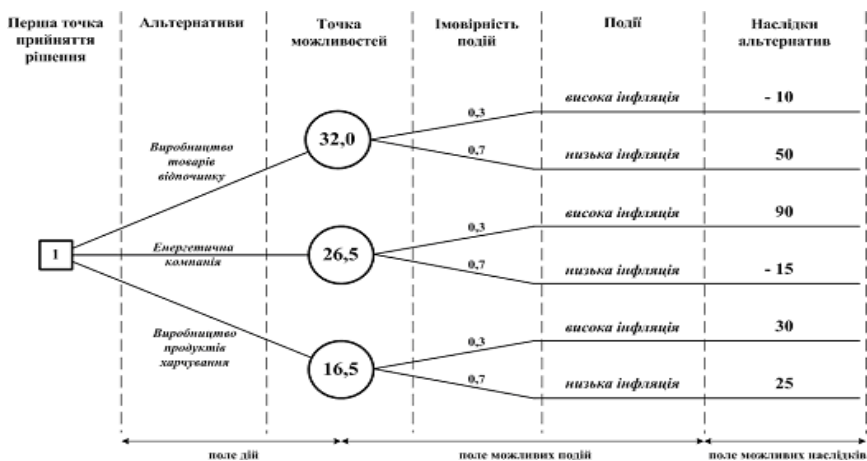 Перша точка
прийняття
рішення
Альтернативи
Точка
можливостей
Імовірність
подій
Події
Наслідки
альтернатив
1
Виробництво
товарів
відпочинку
32,0
0,3
висока інфляція
- 10
0,7
низька інфляція
50
Енергетична
компанія
26,5
0,3
висока інфляція
90
0,7
низька інфляція
- 15
Виробництво
продуктів
харчування
16,5
0,3
висока інфляція
30
0,7
низька інфляція
25
поле дій
поле можливих подій
поле можливих наслідків